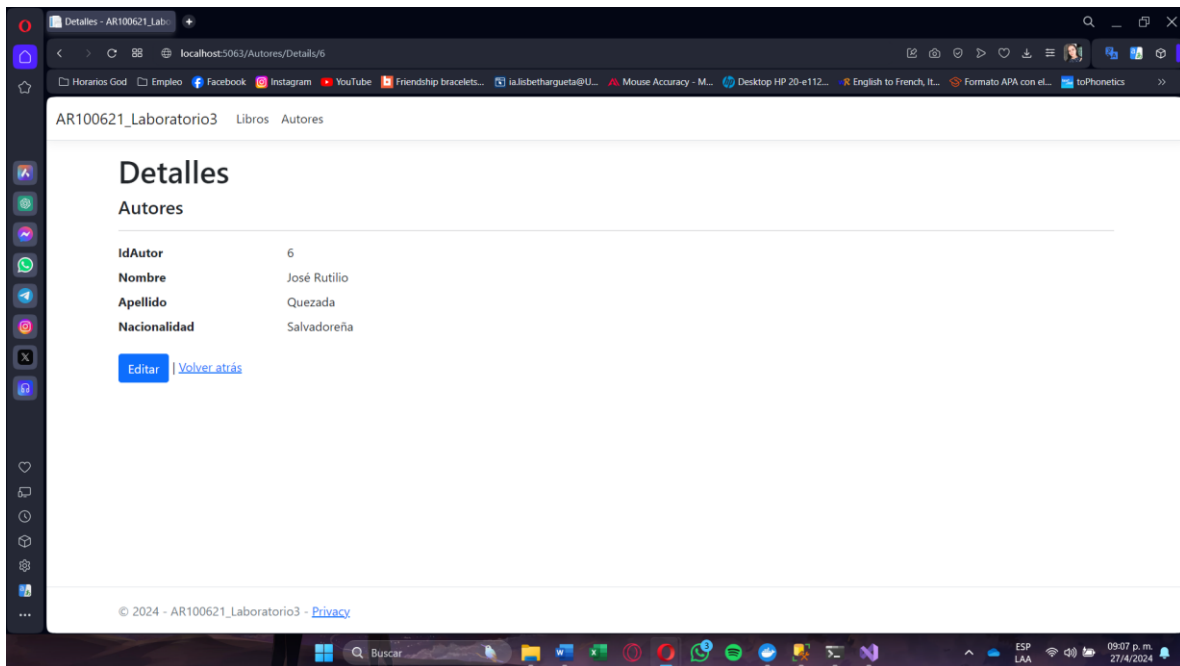 Detalles - AR100621_Labo
localhost:5063/Autores/Details/6
Horarios God Empleo Facebook Instagram YouTube Friendship bracelets... ia.lisbethargueta@U... Mouse Accuracy - M... Desktop HP 20-e112... English to French, It... Formato APA con el... toPhonetics
AR100621_Laboratorio3 Libros Autores
Detalles
Autores
IdAutor 6
Nombre José Rutilio
Apellido Quezada
Nacionalidad Salvadoreña
Editar | Volver atrás
© 2024 - AR100621_Laboratorio3 - Privacy
Buscar 3 ESP 09:07 p. m.
LAA 27/4/2024